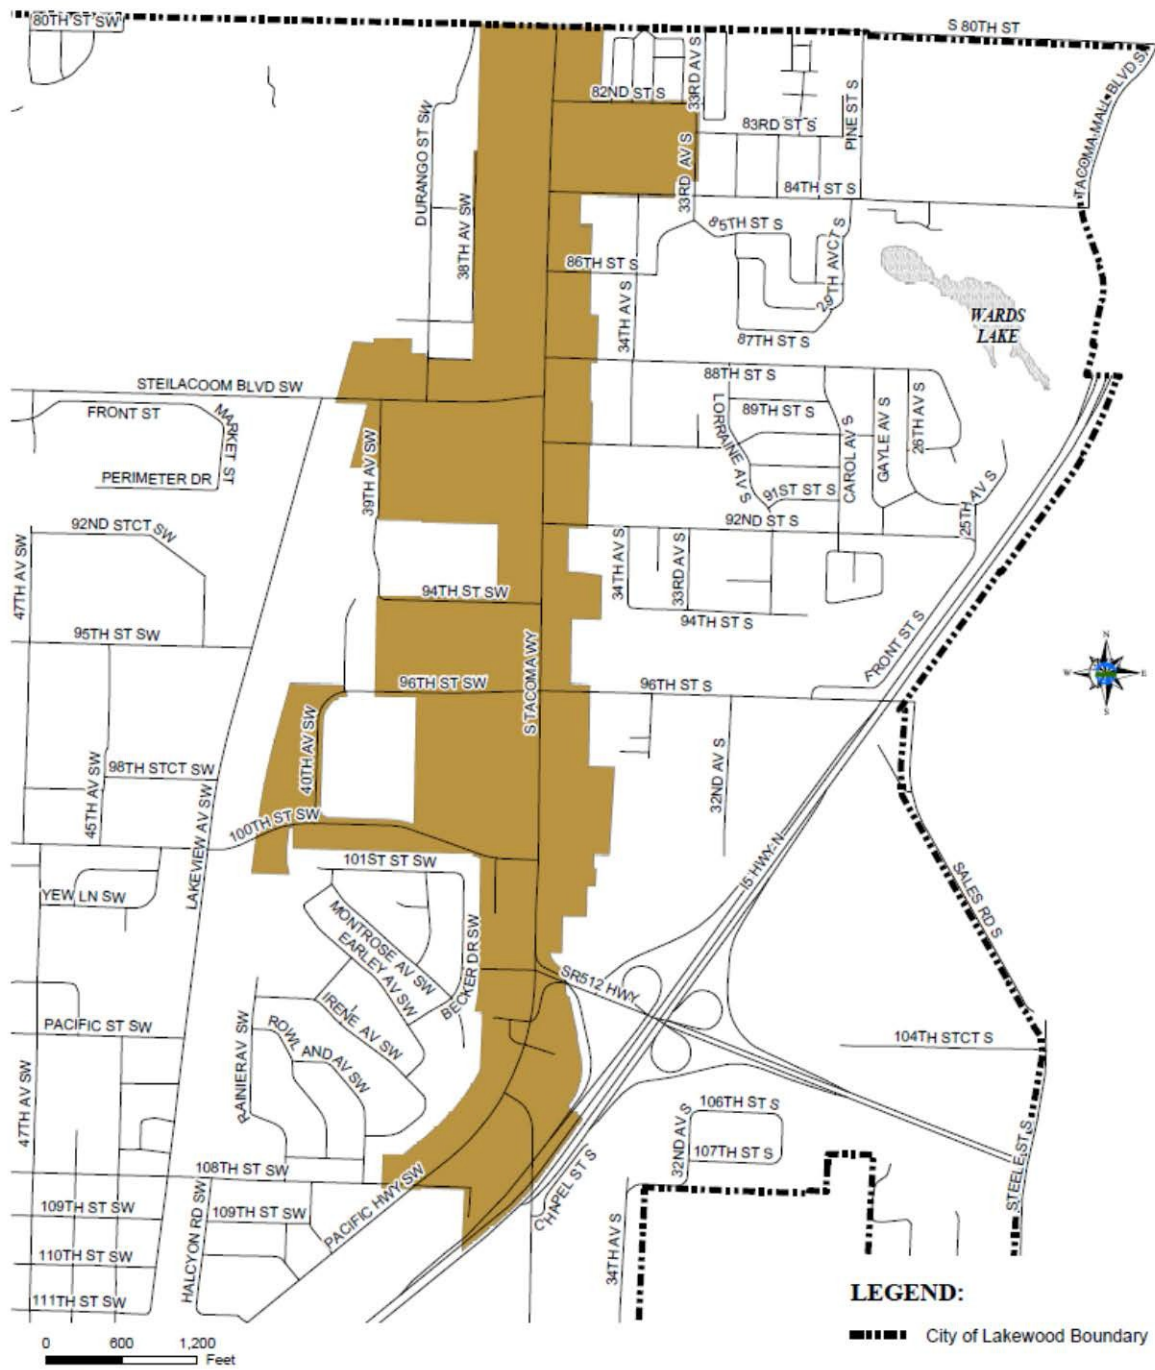 80TH ST SW
S 80TH ST
TACOMA MALL BLVD S
82ND ST S
33RD AV S
83RD ST S
PINE ST S
DURANGO ST SW
38TH AV SW
33RD AV S
84TH ST S
85TH ST S
29TH AVCT S
86TH ST S
34TH AV S
87TH ST S
WARDS
LAKE
STEILACOOM BLVD SW
88TH ST S
FRONT ST
MARKET ST
PERIMETER DR
39TH AV SW
LORRAINE AV S
89TH ST S
CAROL AV S
GAYLE AV S
26TH AV S
91ST ST S
25TH AV S
92ND STCT SW
92ND ST S
47TH AV SW
34TH AV S
33RD AV S
94TH ST SW
94TH ST S
95TH ST SW
S TACOMA WY
FRONT ST S
N
W
E
S
96TH ST SW
96TH ST S
40TH AV SW
32ND AV S
98TH STCT SW
45TH AV SW
LAKEVIEW AV SW
100TH ST SW
I5 HWY N
101ST ST SW
YEW LN SW
SALES RD S
MONTROSE AV SW
EARLEY AV SW
BECKER DR SW
SR512 HWY
IRENE AV SW
ROWLAND AV SW
RAINIER AV SW
PACIFIC ST SW
104TH STCT S
47TH AV SW
106TH ST S
32ND AV S
107TH ST S
STEELE ST S
108TH ST SW
PACIFIC HWY SW
CHAPEL ST S
109TH ST SW
HALCYON RD SW
109TH ST SW
34TH AV S
110TH ST SW
111TH ST SW
LEGEND:
City of Lakewood Boundary
0 600 1,200
Feet